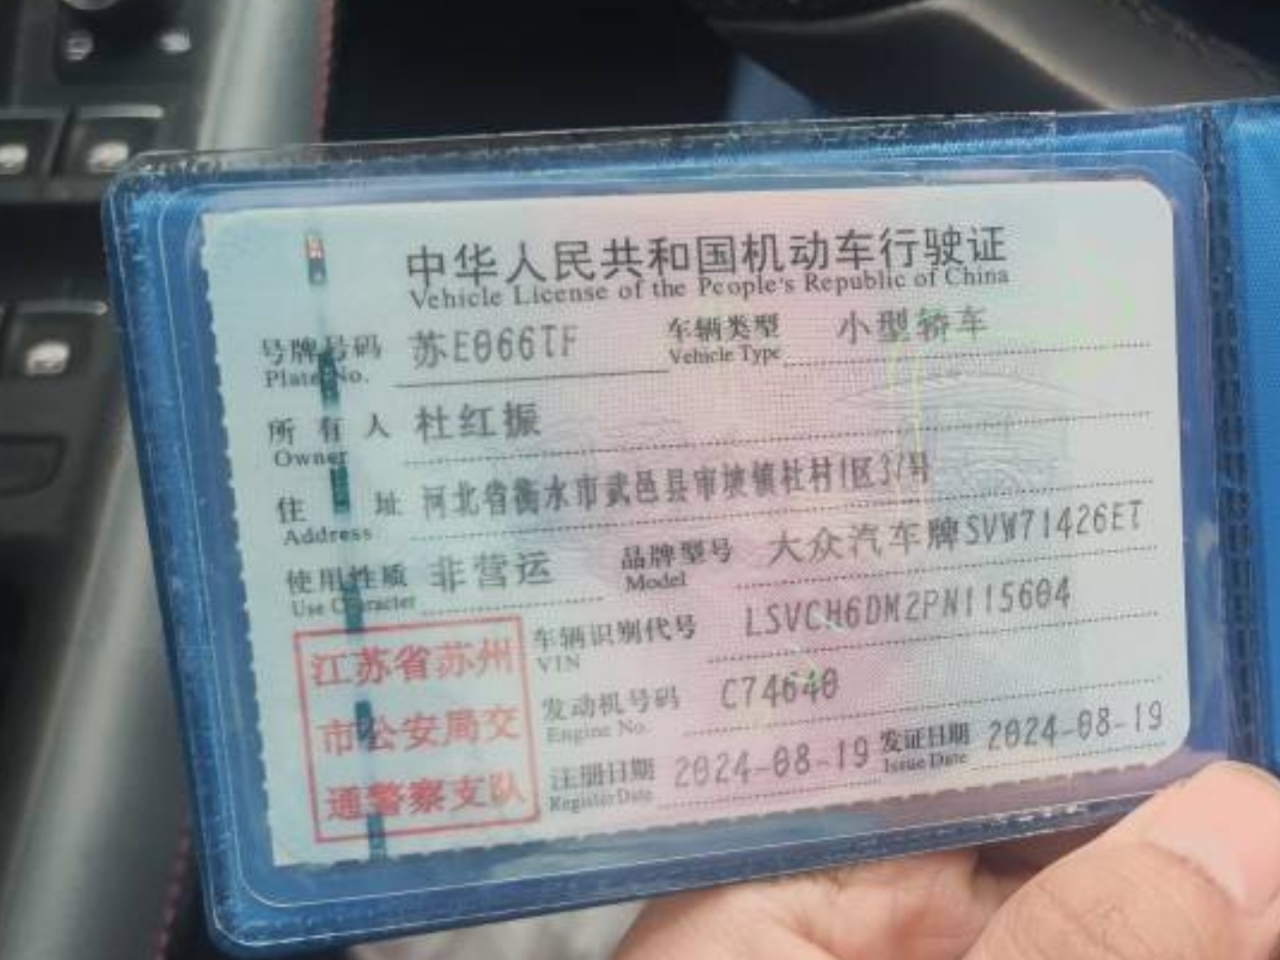 中华人民共和国机动车行驶证
Vehicle License of the People's Republic of China
号牌号码 苏E066TF 车辆类型 小型轿车
Plate No. Vehicle Type
所有人 杜红振
Owner
住址 河北省衡水市武邑县审坡镇杜村1区37号
Address
使用性质 非营运 品牌型号 大众汽车牌SVW71426ET
Use Character Model
江苏省苏州
市公安局交
通警察支队
车辆识别代号 LSVCH6DM2PN115604
VIN
发动机号码 C74640
Engine No.
注册日期 2024-08-19 发证日期 2024-08-19
Register Date Issue Date